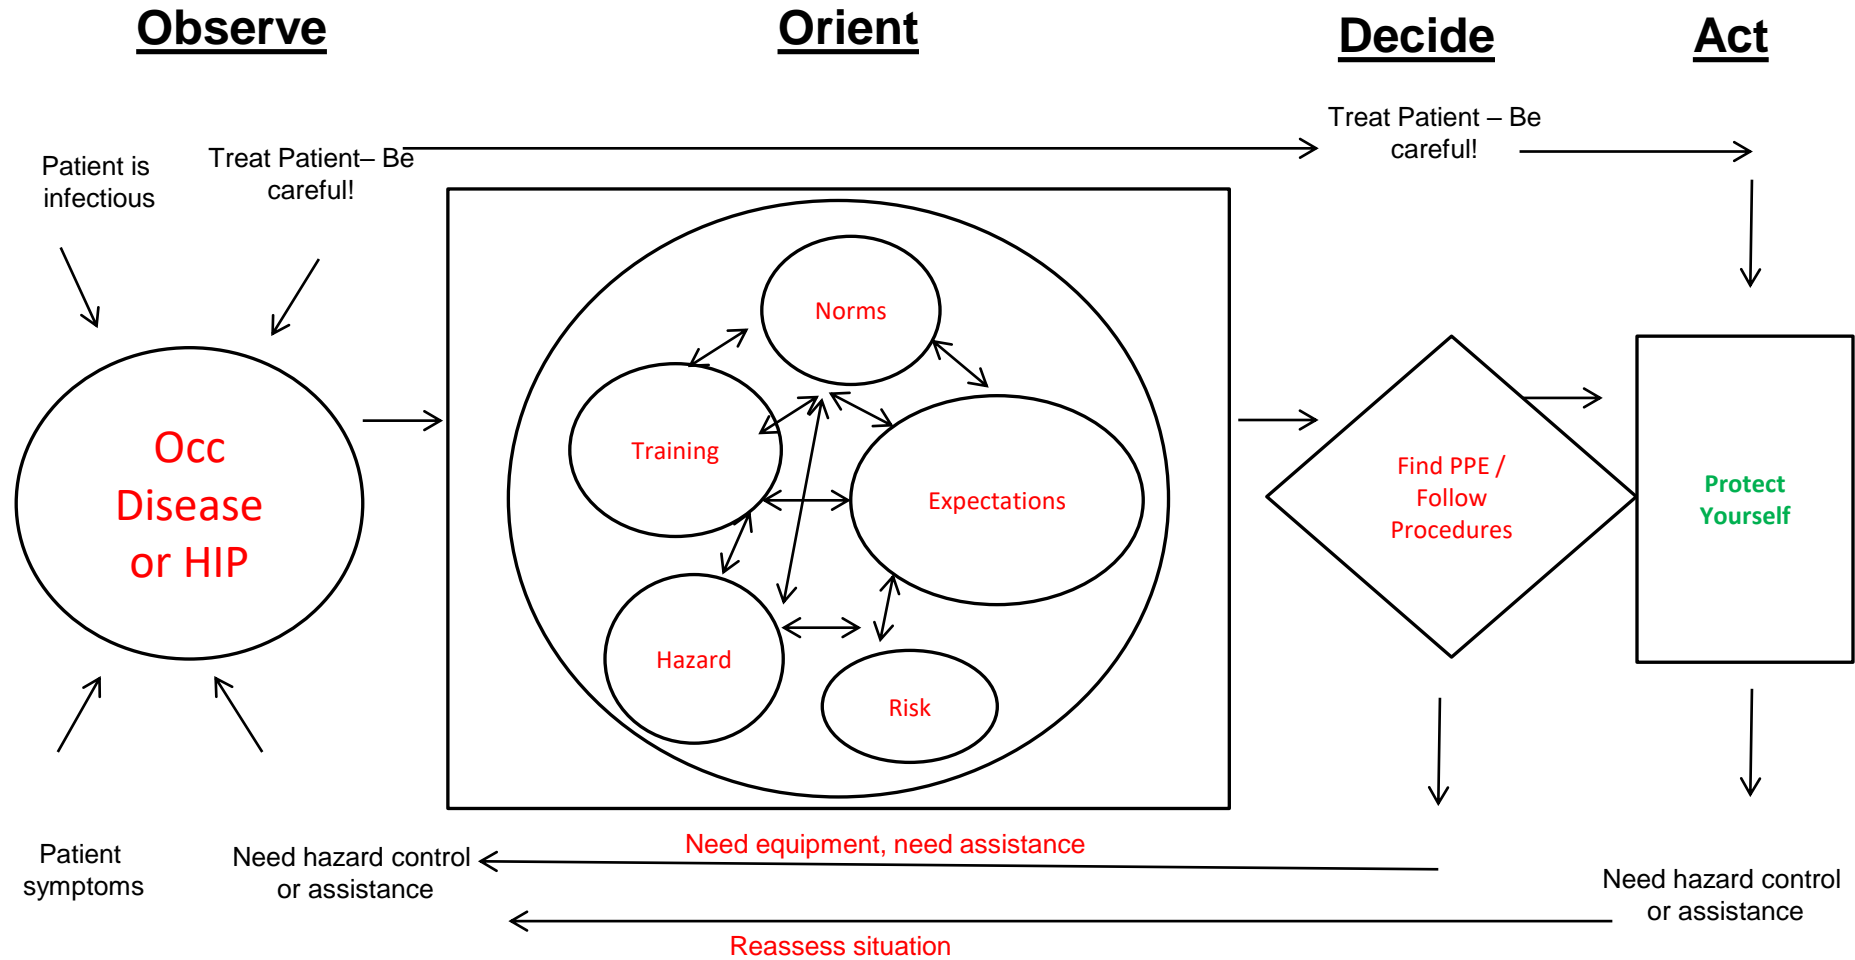 Observe
Orient
Decide
Act
Patient is
infectious
Treat Patient– Be
careful!
Treat Patient – Be
careful!
Occ
Disease
or HIP
Norms
Training
Expectations
Hazard
Risk
Find PPE /
Follow
Procedures
Protect
Yourself
Patient
symptoms
Need hazard control
or assistance
Need equipment, need assistance
Need hazard control
or assistance
Reassess situation